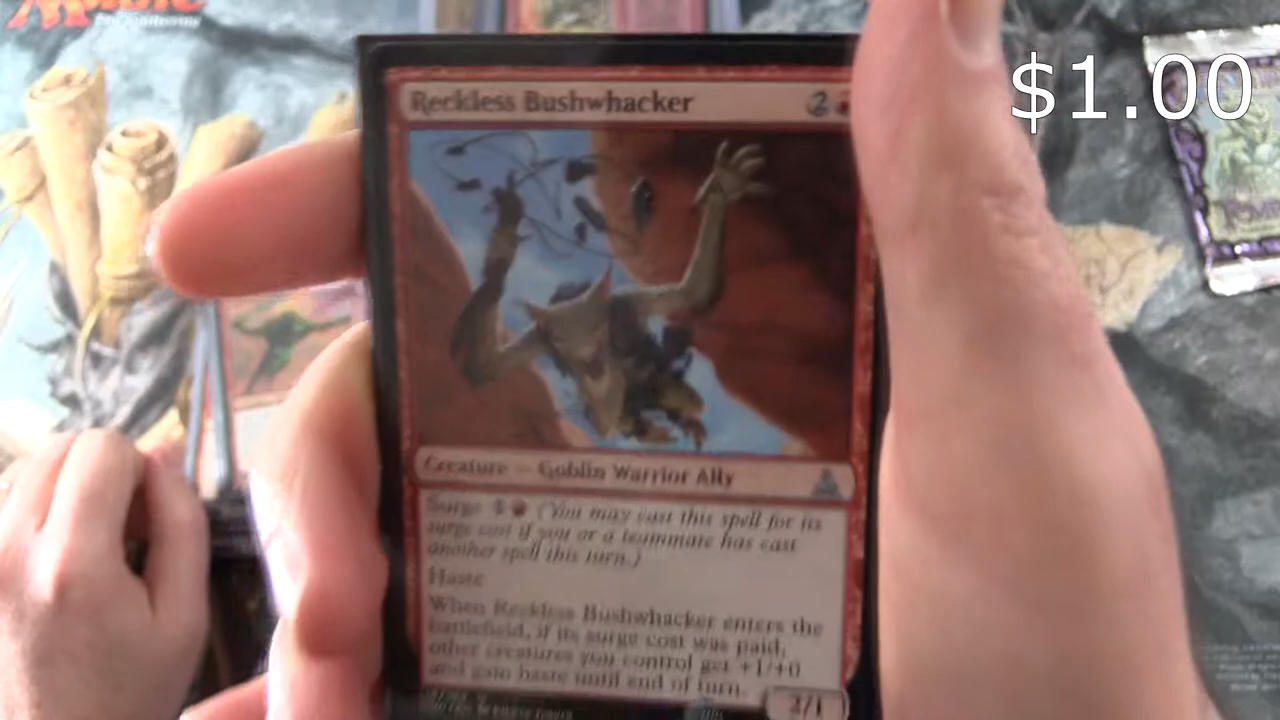 Magic
$1.00
Reckless Bushwhacker 2
Creature — Goblin Warrior Ally
Surge 1 (You may cast this spell for its
surge cost if you or a teammate has cast
another spell this turn.)
Haste
When Reckless Bushwhacker enters the
battlefield, if its surge cost was paid,
other creatures you control get +1/+0
and gain haste until end of turn.
2/1